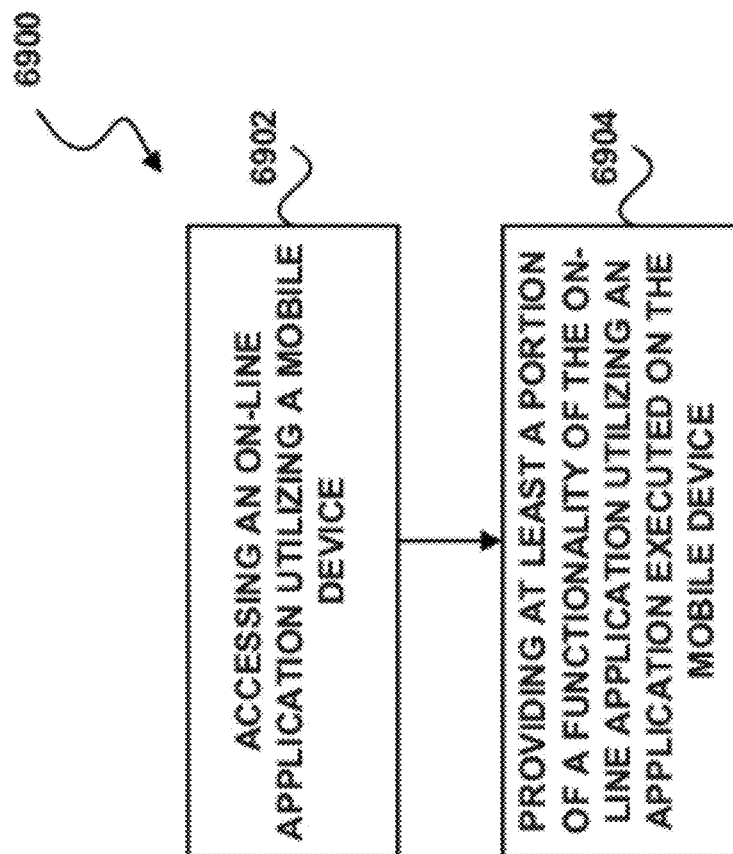 6900
ACCESSING AN ON-LINE
APPLICATION UTILIZING A MOBILE
DEVICE
6902
PROVIDING AT LEAST A PORTION
OF A FUNCTIONALITY OF THE ON-
LINE APPLICATION UTILIZING AN
APPLICATION EXECUTED ON THE
MOBILE DEVICE
6904